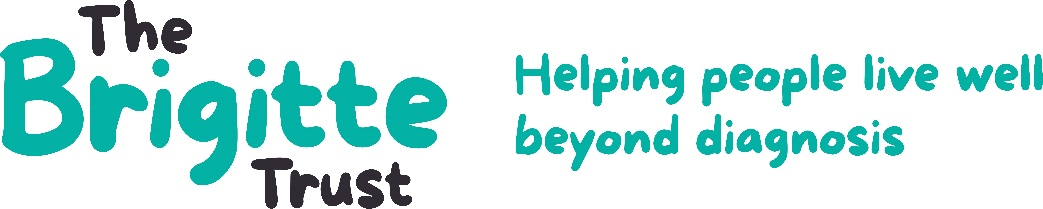 The
Brigitte
Trust
Helping people live well
beyond diagnosis